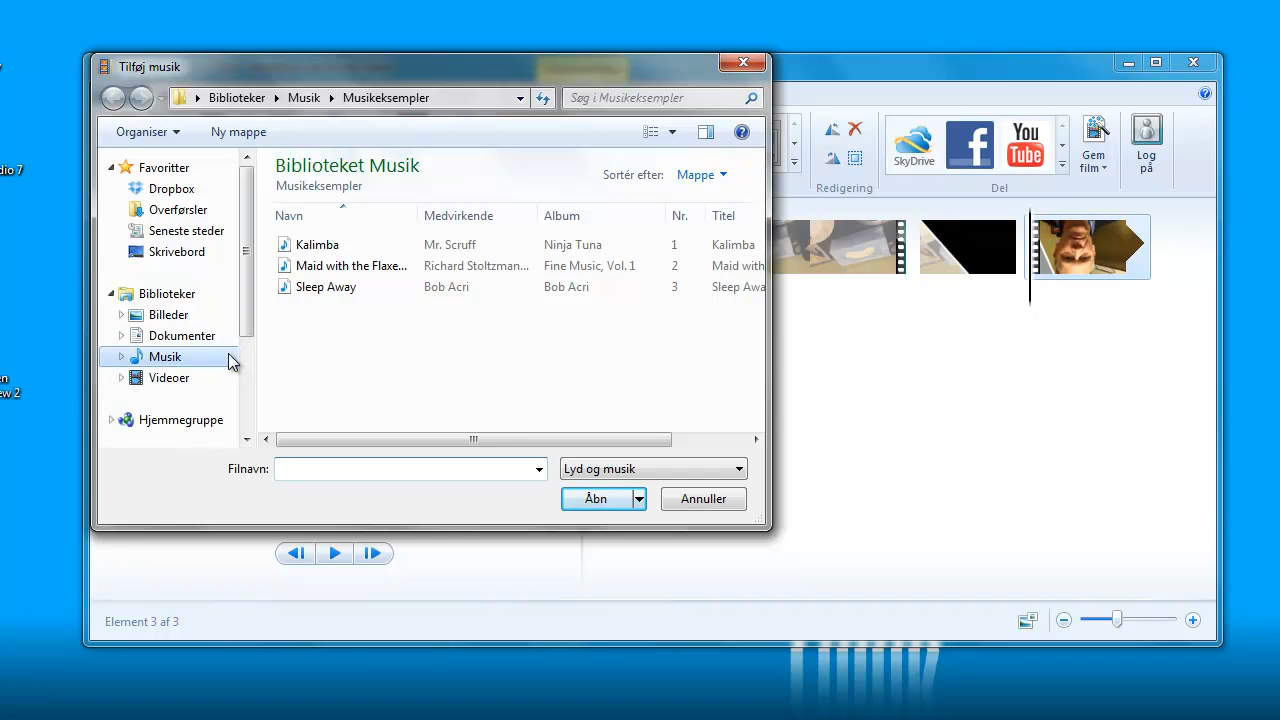 Tilføj musik
Biblioteker Musik Musikeksempler
Søg i Musikeksempler
Organiser Ny mappe
Favoritter
Dropbox
Overførsler
Seneste steder
Skrivebord
Biblioteker
Billeder
Dokumenter
Musik
Videoer
Hjemmegruppe
Biblioteket Musik
Musikeksempler
Sortér efter: Mappe
Navn Medvirkende Album Nr. Titel
Kalimba Mr. Scruff Ninja Tuna 1 Kalimba
Maid with the Flaxe... Richard Stoltzman... Fine Music, Vol. 1 2 Maid with
Sleep Away Bob Acri Bob Acri 3 Sleep Away
Filnavn:
Lyd og musik
Åbn Annuller
SkyDrive
f
You
Tube
Gem
film
Log
på
Redigering
Del
Element 3 af 3
dio 7
en
ew 2